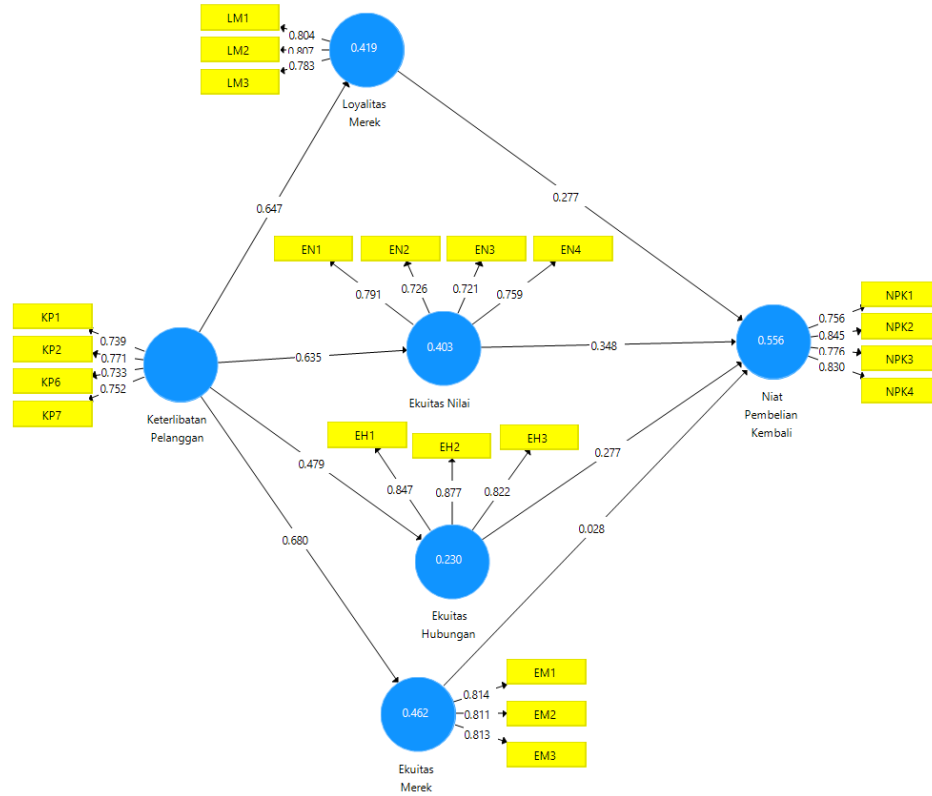 LM1
0.804
LM2
0.807
LM3
0.783
0.419
Loyalitas
Merek
0.647
0.277
EN1
EN2
EN3
EN4
0.791
0.726
0.721
0.759
KP1
0.739
KP2
0.771
KP6
0.733
KP7
0.752
Keterlibatan
Pelanggan
0.635
0.403
Ekuitas Nilai
0.348
0.556
Niat
Pembelian
Kembali
NPK1
0.756
NPK2
0.845
NPK3
0.776
NPK4
0.830
EH1
EH2
EH3
0.847
0.877
0.822
0.479
0.277
0.230
Ekuitas
Hubungan
0.680
0.028
0.462
Ekuitas
Merek
EM1
0.814
EM2
0.811
EM3
0.813